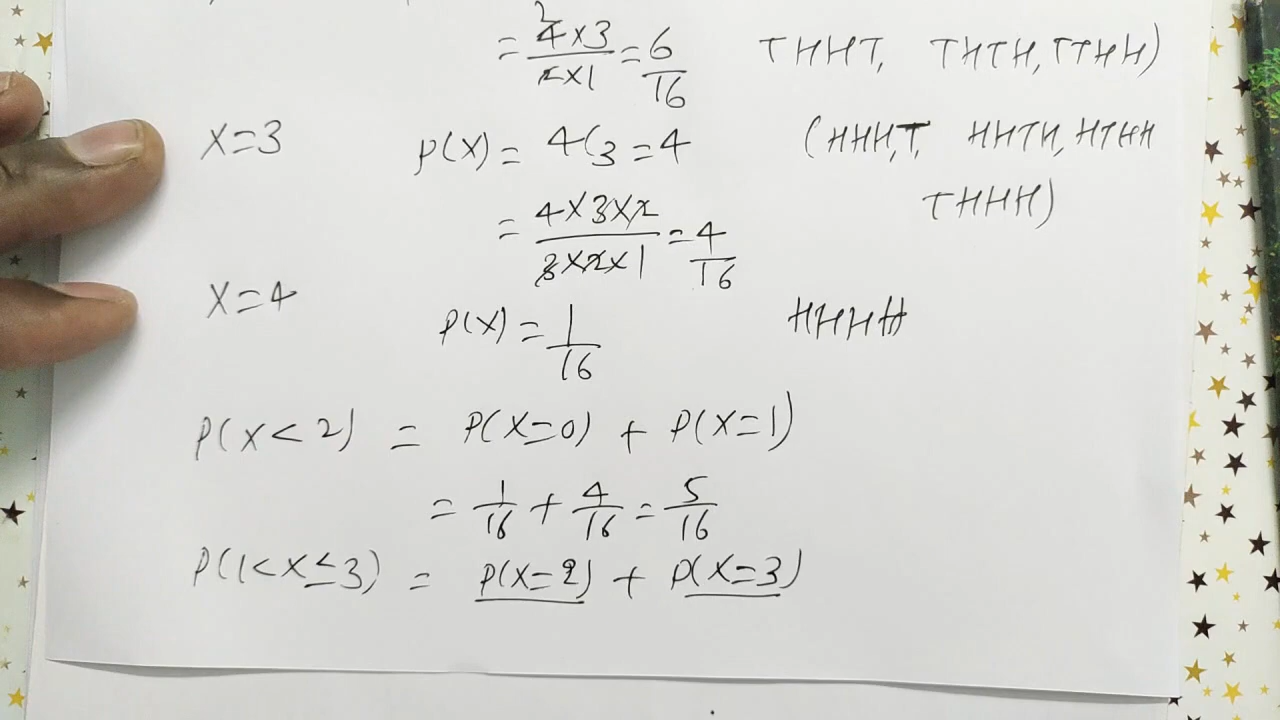 = 4×3/2×1 = 6/16 THHT, THTH, TTHH)
X=3 P(X) = 4C3 = 4 (HHHT, HHTH, HTHH
= 4×3×2/3×2×1 = 4/16 THHH)
X=4 P(X) = 1/16 HHHH
P(X<2) = P(X=0) + P(X=1)
= 1/16 + 4/16 = 5/16
P(1<X≤3) = P(X=2) + P(X=3)